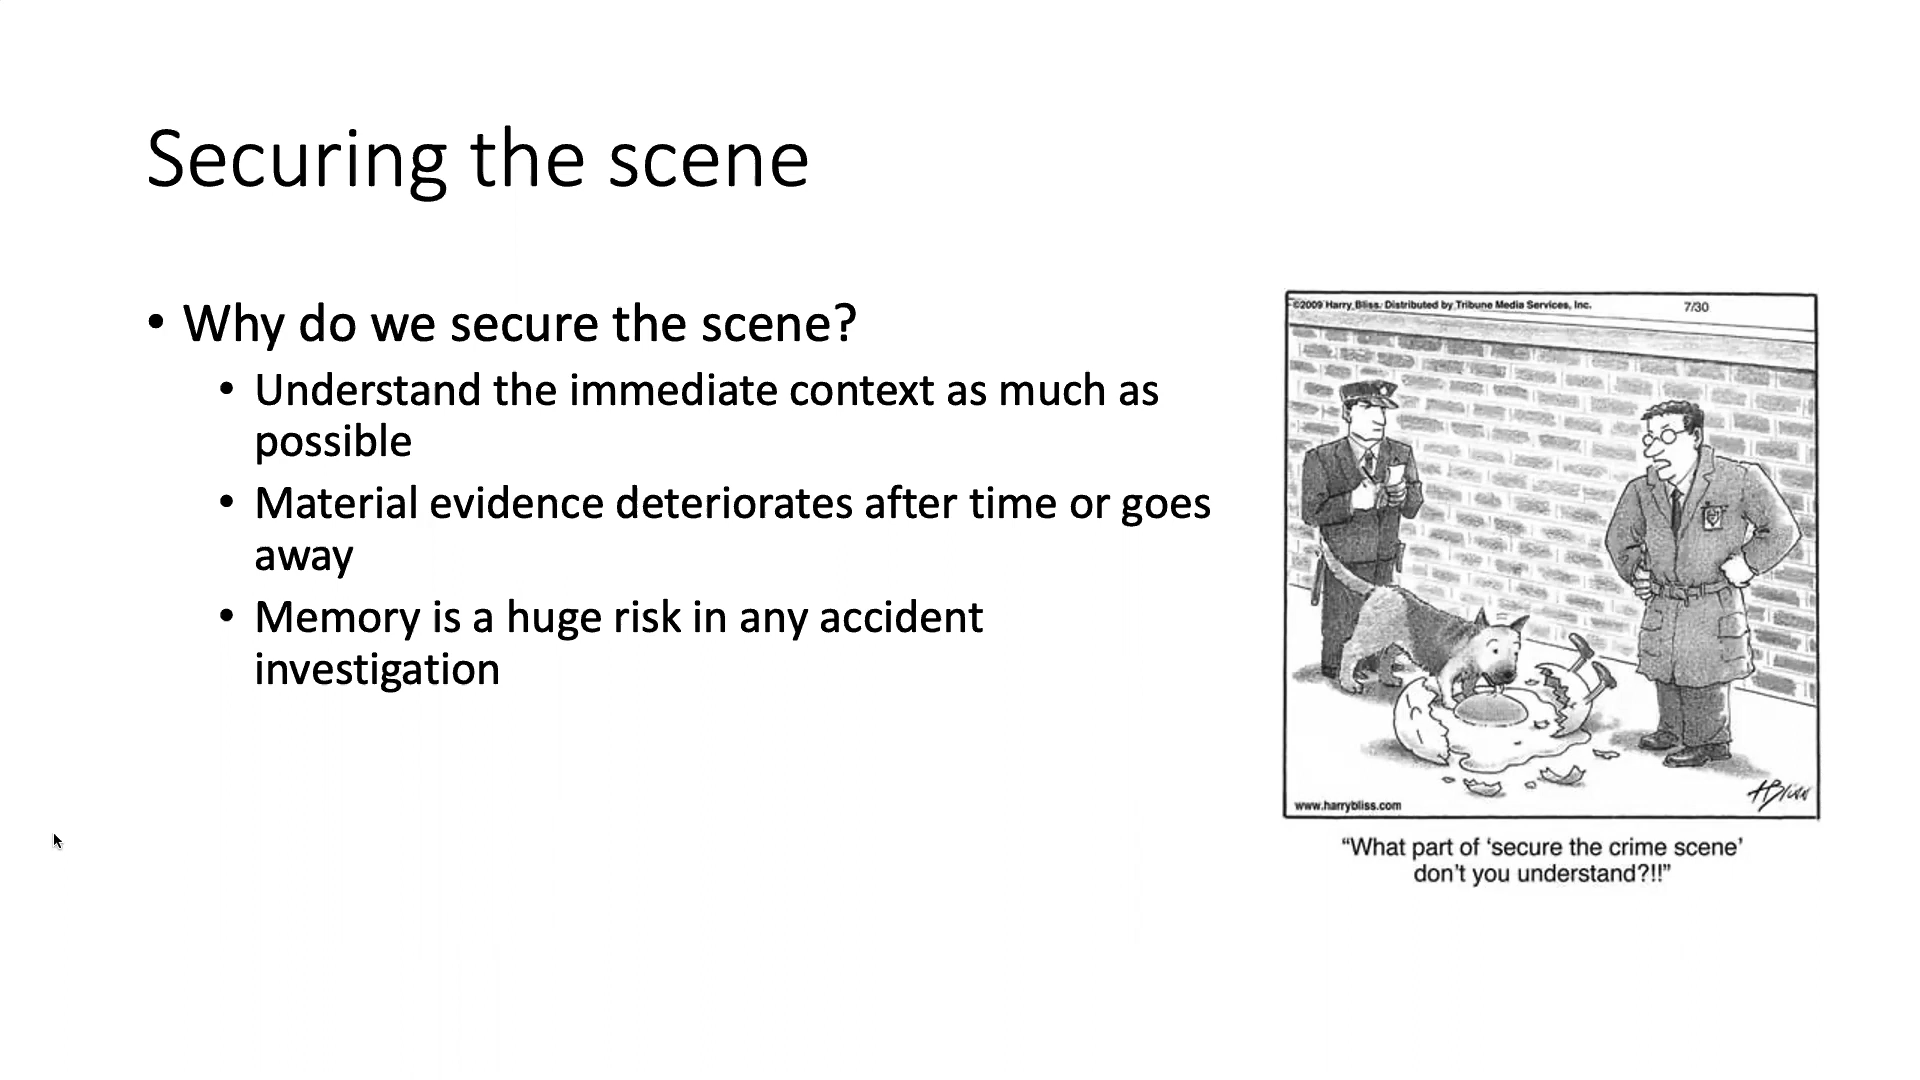 Securing the scene
• Why do we secure the scene?
• Understand the immediate context as much as
possible
• Material evidence deteriorates after time or goes
away
• Memory is a huge risk in any accident
investigation
©2009 Harry Bliss. Distributed by Tribune Media Services, Inc. 7/30
www.harrybliss.com
HBliss
“What part of ‘secure the crime scene’
don’t you understand?!!”